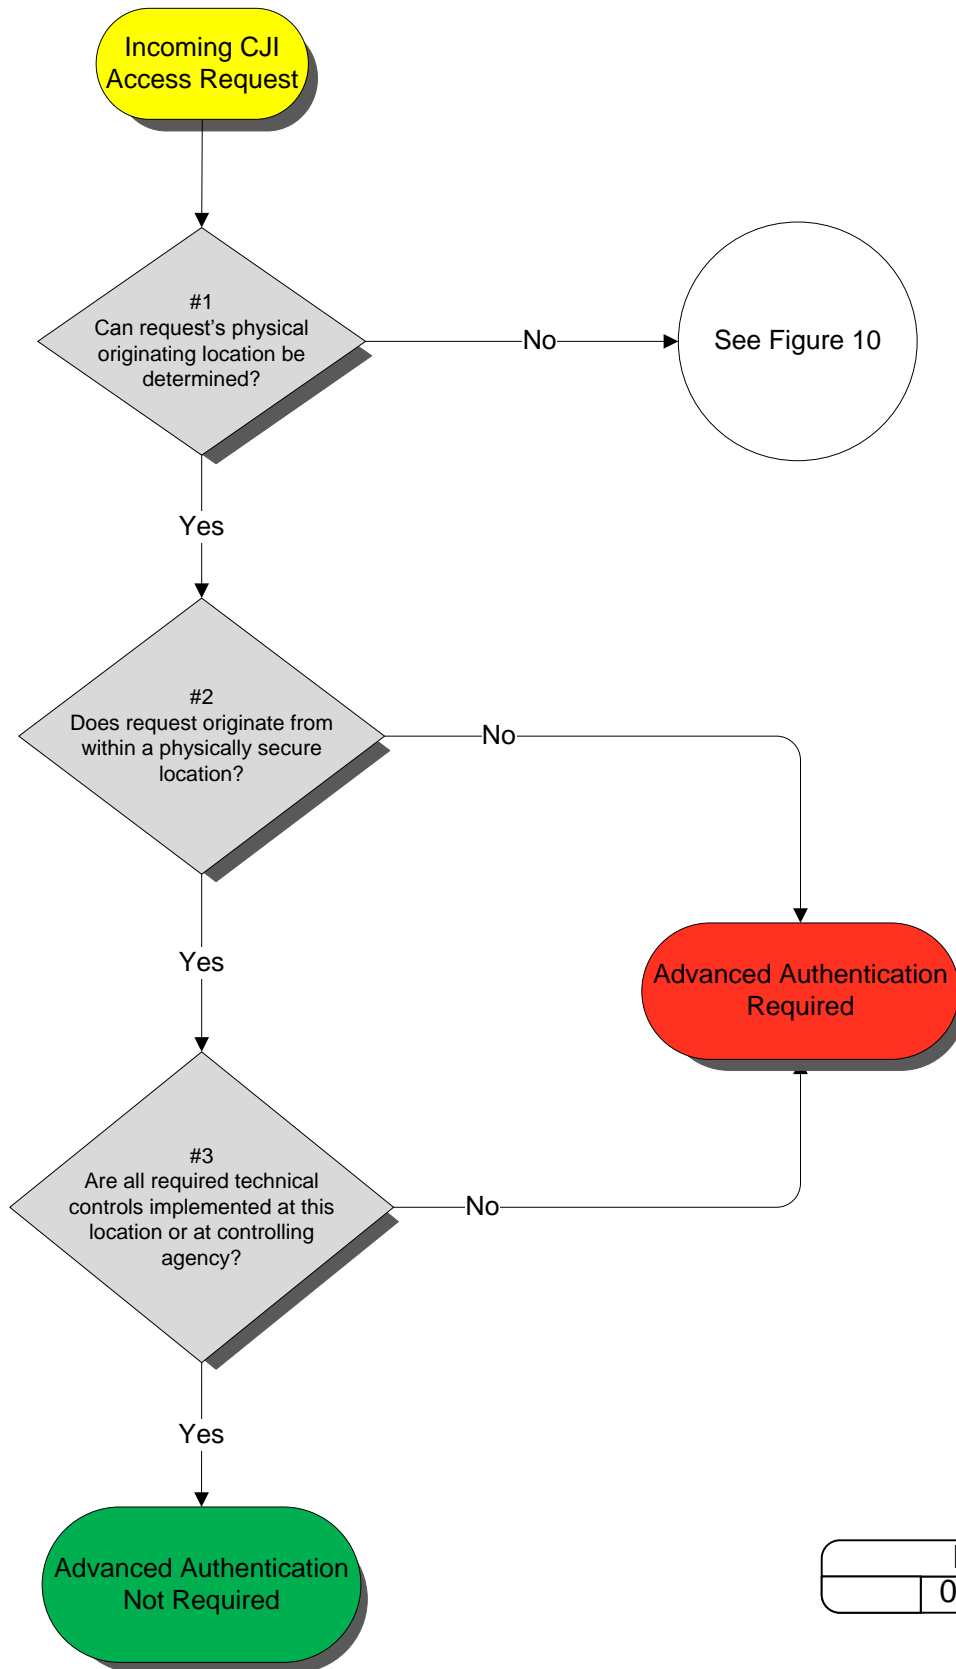 Incoming CJI
Access Request
#1
Can request's physical
originating location be
determined?
No
See Figure 10
Yes
#2
Does request originate from
within a physically secure
location?
No
Yes
Advanced Authentication
Required
#3
Are all required technical
controls implemented at this
location or at controlling
agency?
No
Yes
Advanced Authentication
Not Required
0